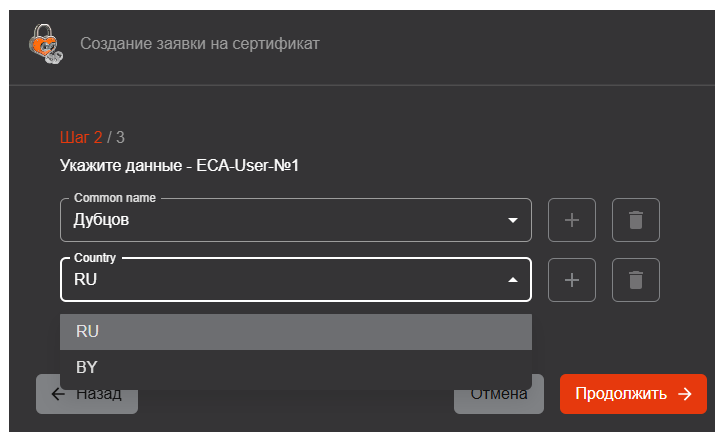 Создание заявки на сертификат
Шаг 2 / 3
Укажите данные - ECA-User-№1
Common name
Дубцов
Country
RU
RU
BY
Назад
Отмена
Продолжить